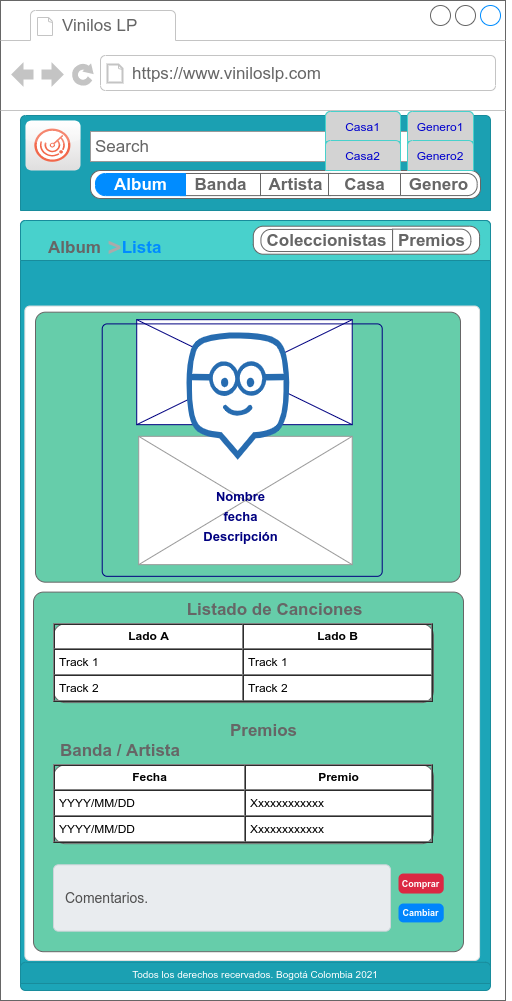 Vinilos LP
https://www.viniloslp.com
Casa1 Genero1
Search
Casa2 Genero2
Album Banda Artista Casa Genero
Coleccionistas Premios
Album >Lista
Nombre
fecha
Descripción
Listado de Canciones
Lado A Lado B
Track 1 Track 1
Track 2 Track 2
Premios
Banda / Artista
Fecha Premio
YYYY/MM/DD Xxxxxxxxxxxx
YYYY/MM/DD Xxxxxxxxxxxx
Comprar
Comentarios.
Cambiar
Todos los derechos recervados. Bogotá Colombia 2021